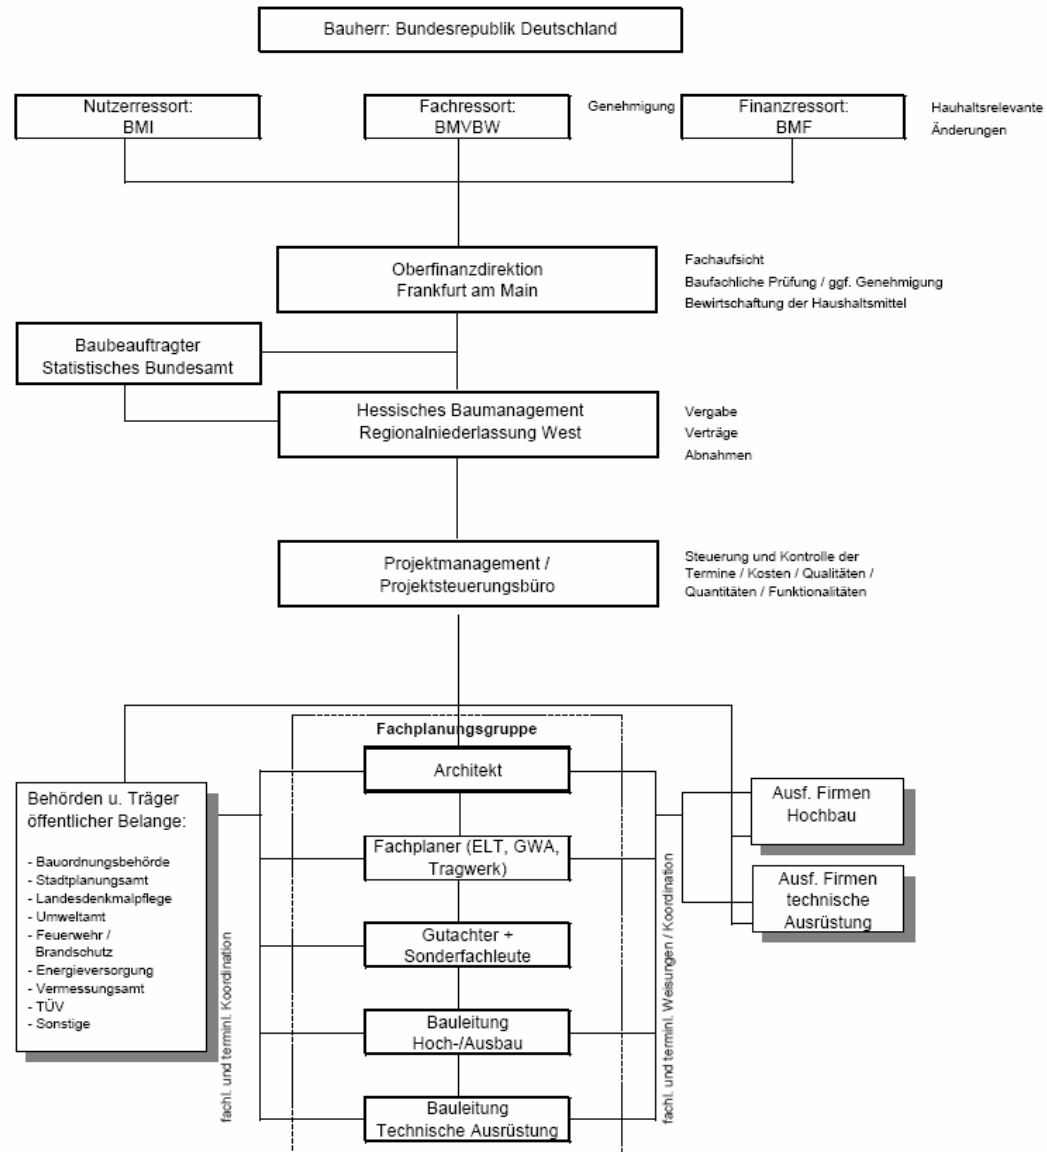 Bauherr: Bundesrepublik Deutschland
Nutzerressort:
BMI
Fachressort:
BMVBW
Genehmigung
Finanzressort:
BMF
Hauhaltsrelevante
Änderungen
Oberfinanzdirektion
Frankfurt am Main
Fachaufsicht
Baufachliche Prüfung / ggf. Genehmigung
Bewirtschaftung der Haushaltsmittel
Baubeauftragter
Statistisches Bundesamt
Hessisches Baumanagement
Regionalniederlassung West
Vergabe
Verträge
Abnahmen
Projektmanagement /
Projektsteuerungsbüro
Steuerung und Kontrolle der
Termine / Kosten / Qualitäten /
Quantitäten / Funktionalitäten
Fachplanungsgruppe
Architekt
Fachplaner (ELT, GWA,
Tragwerk)
Gutachter +
Sonderfachleute
Bauleitung
Hoch-/Ausbau
Bauleitung
Technische Ausrüstung
Behörden u. Träger
öffentlicher Belange:
- Bauordnungsbehörde
- Stadtplanungsamt
- Landesdenkmalpflege
- Umweltamt
- Feuerwehr /
Brandschutz
- Energieversorgung
- Vermessungsamt
- TÜV
- Sonstige
fachl. und terminl. Koordination
fachl. und terminl. Weisungen / Koordination
Ausf. Firmen
Hochbau
Ausf. Firmen
technische
Ausrüstung